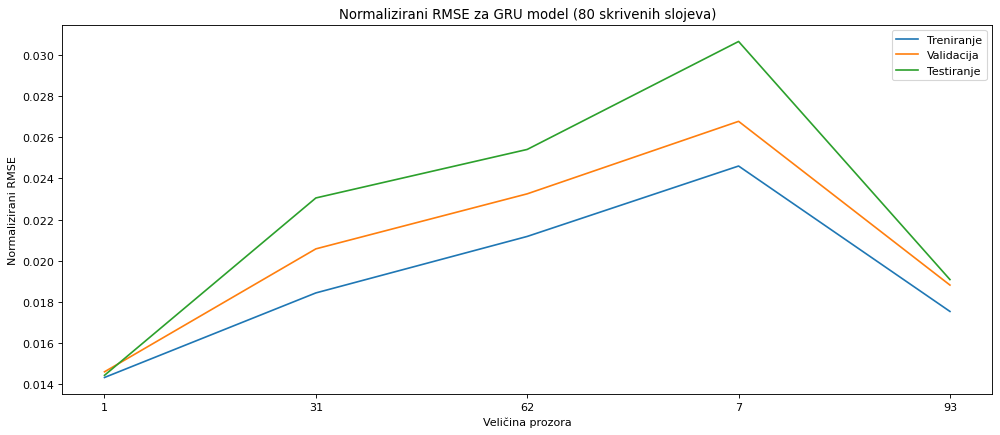 Normalizirani RMSE za GRU model (80 skrivenih slojeva)
Treniranje
Validacija
Testiranje
Normalizirani RMSE
0.030
0.028
0.026
0.024
0.022
0.020
0.018
0.016
0.014
1 31 62 7 93
Veličina prozora